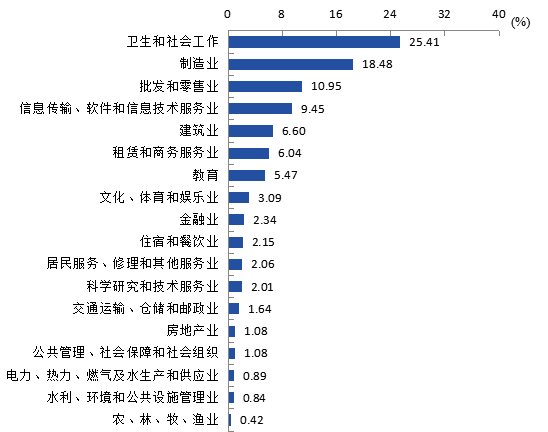 0 8 16 24 32 40
(%)
卫生和社会工作 25.41
制造业 18.48
批发和零售业 10.95
信息传输、软件和信息技术服务业 9.45
建筑业 6.60
租赁和商务服务业 6.04
教育 5.47
文化、体育和娱乐业 3.09
金融业 2.34
住宿和餐饮业 2.15
居民服务、修理和其他服务业 2.06
科学研究和技术服务业 2.01
交通运输、仓储和邮政业 1.64
房地产业 1.08
公共管理、社会保障和社会组织 1.08
电力、热力、燃气及水生产和供应业 0.89
水利、环境和公共设施管理业 0.84
农、林、牧、渔业 0.42